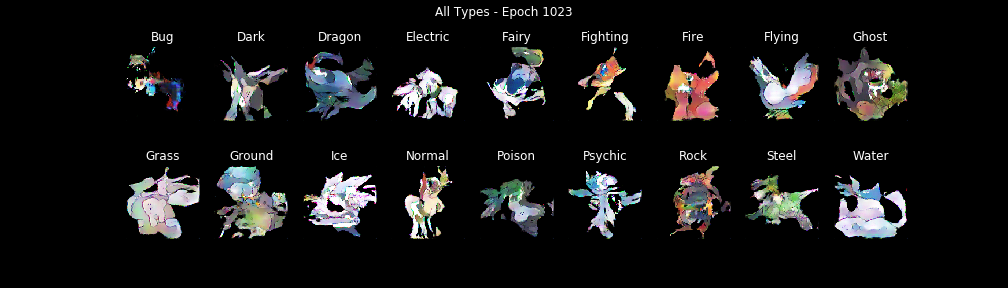 All Types - Epoch 1023
Bug Dark Dragon Electric Fairy Fighting Fire Flying Ghost
Grass Ground Ice Normal Poison Psychic Rock Steel Water